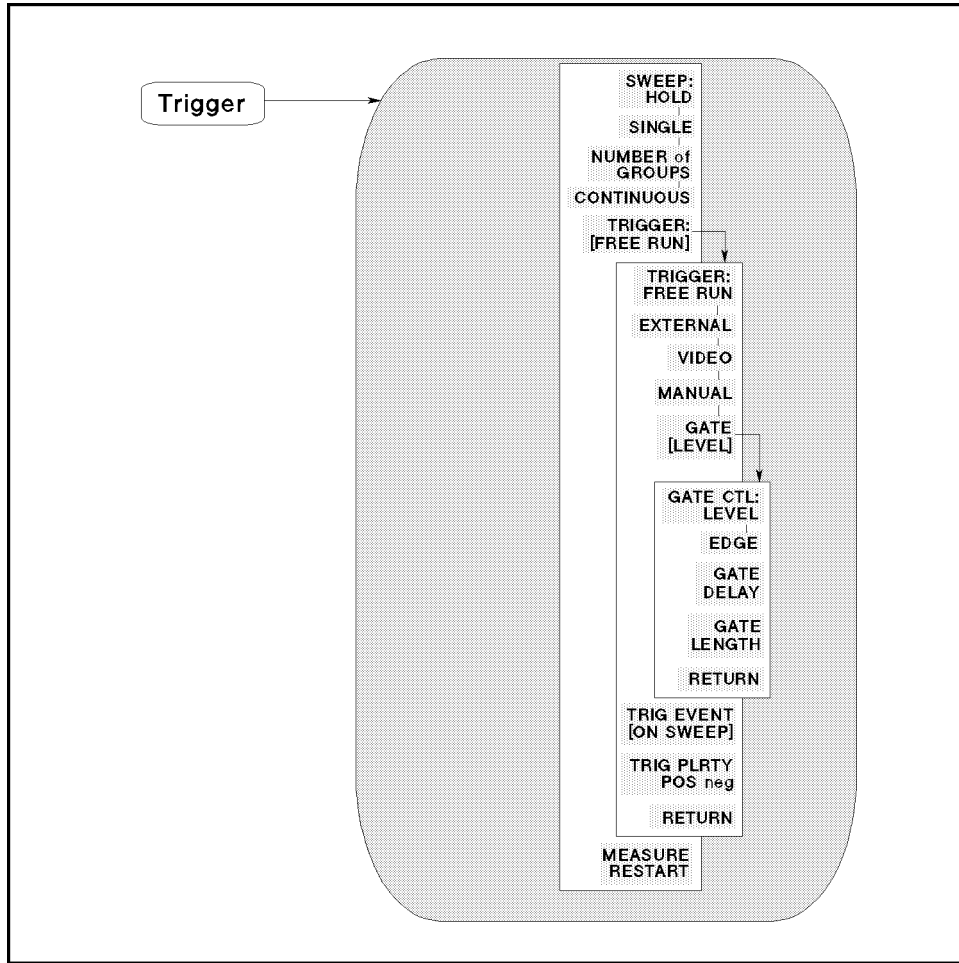 Trigger
SWEEP:
HOLD
SINGLE
NUMBER of
GROUPS
CONTINUOUS
TRIGGER:
[FREE RUN]
TRIGGER:
FREE RUN
EXTERNAL
VIDEO
MANUAL
GATE
[LEVEL]
GATE CTL:
LEVEL
EDGE
GATE
DELAY
GATE
LENGTH
RETURN
TRIG EVENT
[ON SWEEP]
TRIG PLRTY
POS neg
RETURN
MEASURE
RESTART